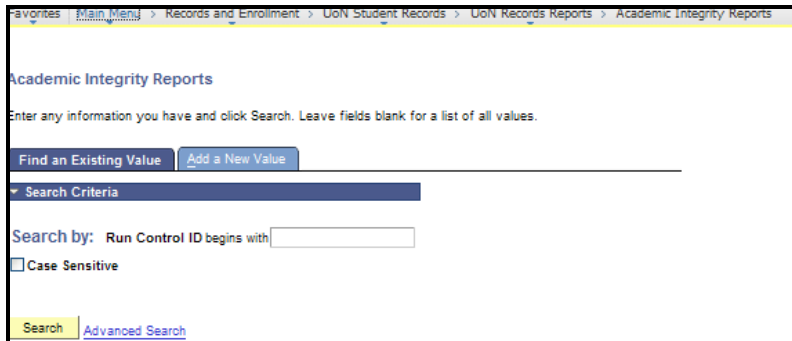 Favorites Main Menu > Records and Enrollment > UoN Student Records > UoN Records Reports > Academic Integrity Reports
Academic Integrity Reports
Enter any information you have and click Search. Leave fields blank for a list of all values.
Find an Existing Value Add a New Value
Search Criteria
Search by: Run Control ID begins with
Case Sensitive
Search Advanced Search